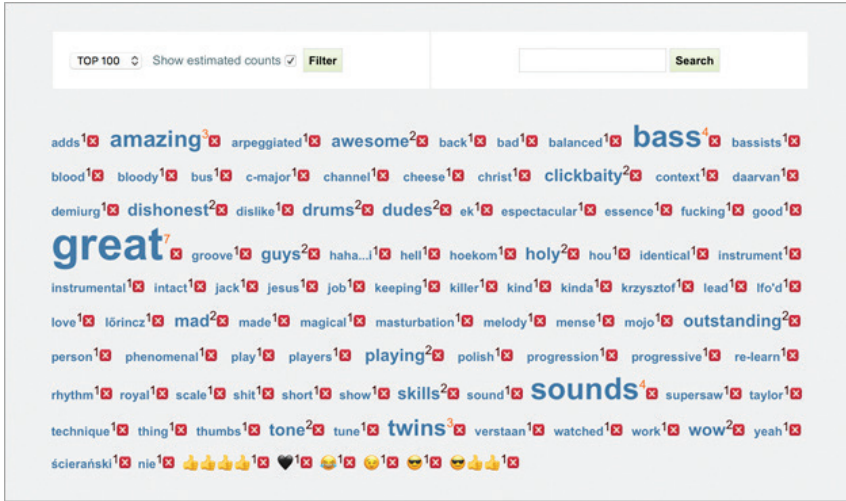 TOP 100 Show estimated counts Filter Search
adds1 amazing3 arpeggiated1 awesome2 back1 bad1 balanced1 bass4 bassists1
blood1 bloody1 bus1 c-major1 channel1 cheese1 christ1 clickbaity2 context1 daarvan1
demiurg1 dishonest2 dislike1 drums2 dudes2 ek1 espectacular1 essence1 fucking1 good1
great7 groove1 guys2 haha...i1 hell1 hoekom1 holy2 hou1 identical1 instrument1
instrumental1 intact1 jack1 jesus1 job1 keeping1 killer1 kind1 kinda1 krzysztof1 lead1 lfo'd1
love1 lőrincz1 mad2 made1 magical1 masturbation1 melody1 mense1 mojo1 outstanding2
person1 phenomenal1 play1 players1 playing2 polish1 progression1 progressive1 re-learn1
rhythm1 royal1 scale1 shit1 short1 show1 skills2 sound1 sounds4 supersaw1 taylor1
technique1 thing1 thumbs1 tone2 tune1 twins3 verstaan1 watched1 work1 wow2 yeah1
ścierański1 nie1 👍👍👍👍1 🖤1 😂1 😉1 😎1 😎👍👍1